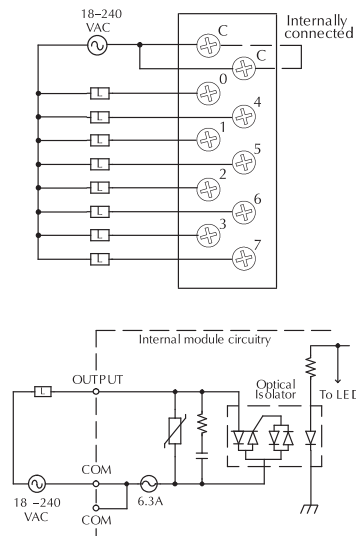 18–240
VAC
C
Internally
connected
C
L
0
L
4
L
1
L
5
L
2
L
6
L
3
L
7
Internal module circuitry
OUTPUT
Optical
Isolator
L
To LED
COM
18 –240
VAC
6.3A
COM